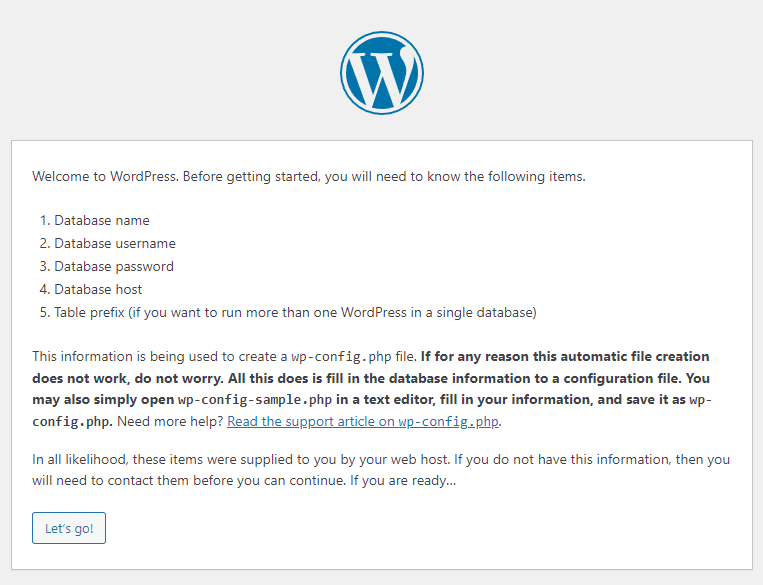 Welcome to WordPress. Before getting started, you will need to know the following items.
1. Database name
2. Database username
3. Database password
4. Database host
5. Table prefix (if you want to run more than one WordPress in a single database)
This information is being used to create a wp-config.php file. If for any reason this automatic file creation
does not work, do not worry. All this does is fill in the database information to a configuration file. You
may also simply open wp-config-sample.php in a text editor, fill in your information, and save it as wp-
config.php. Need more help? Read the support article on wp-config.php.
In all likelihood, these items were supplied to you by your web host. If you do not have this information, then you
will need to contact them before you can continue. If you are ready...
Let's go!